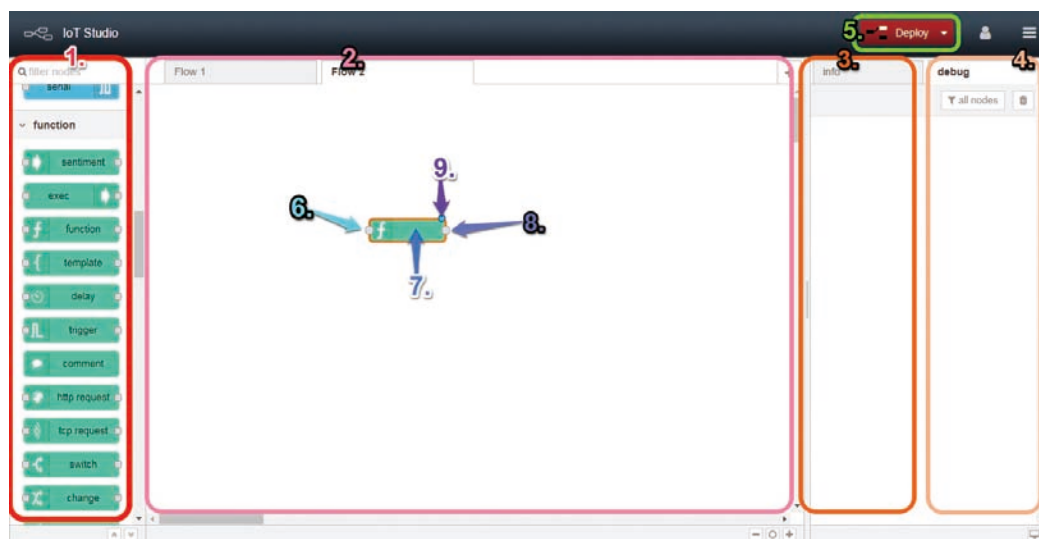 IoT Studio
5.
Deploy
1.
2.
3.
4.
filter nodes
Flow 1
Flow 2
+
info
debug
serial
all nodes
function
sentiment
9.
exec
6.
8.
function
f
template
7.
delay
trigger
comment
http request
tcp request
switch
change